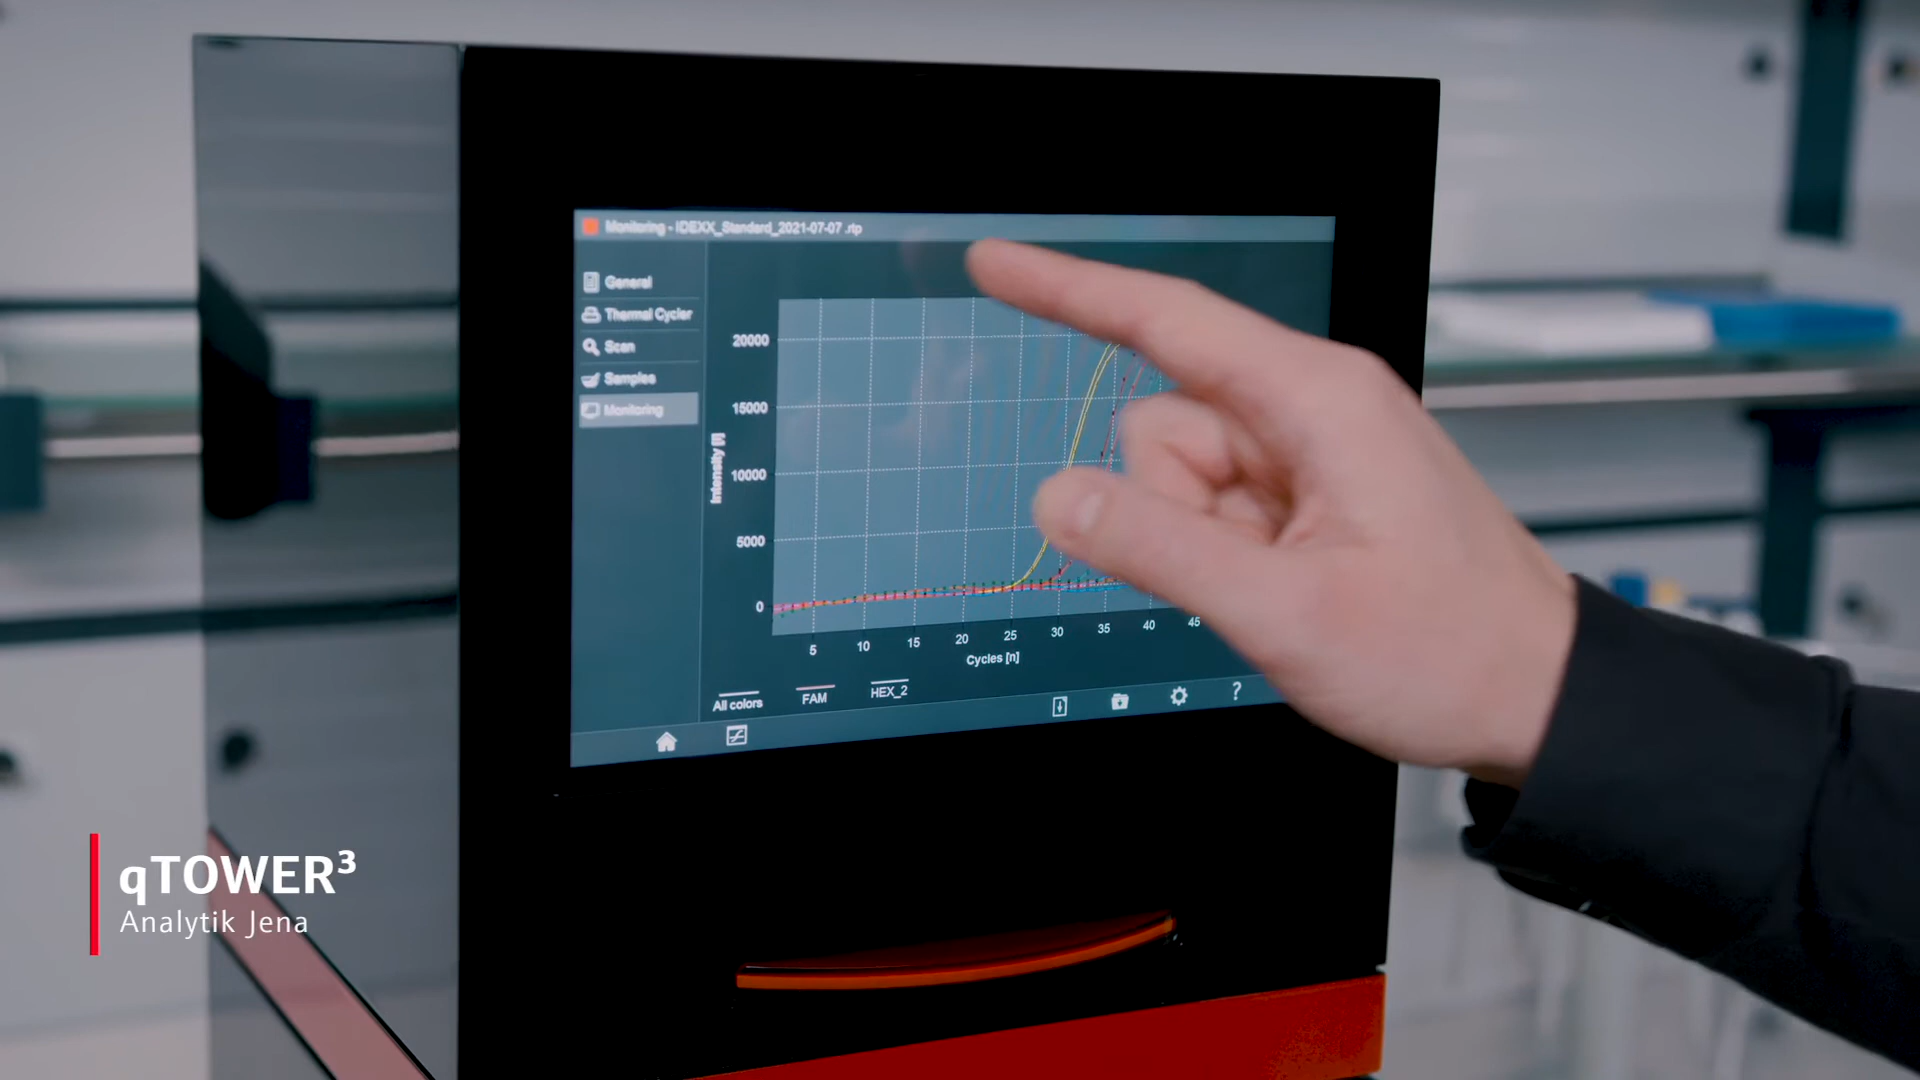 Monitoring - IDEXX_Standard_2021-07-07 .rtp
General
Thermal Cycler
Scan
Samples
Monitoring
Intensity [I]
20000
15000
10000
5000
0
5 10 15 20 25 30 35 40 45
Cycles [n]
All colors FAM HEX_2
?
qTOWER³
Analytik Jena